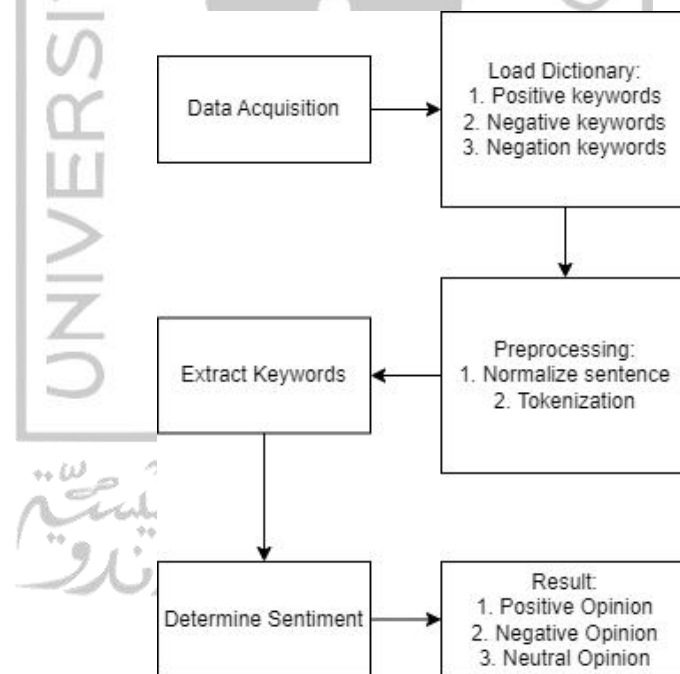 UNIVERSI
Data Acquisition
Load Dictionary:
1. Positive keywords
2. Negative keywords
3. Negation keywords
Preprocessing:
1. Normalize sentence
2. Tokenization
Extract Keywords
Determine Sentiment
Result:
1. Positive Opinion
2. Negative Opinion
3. Neutral Opinion